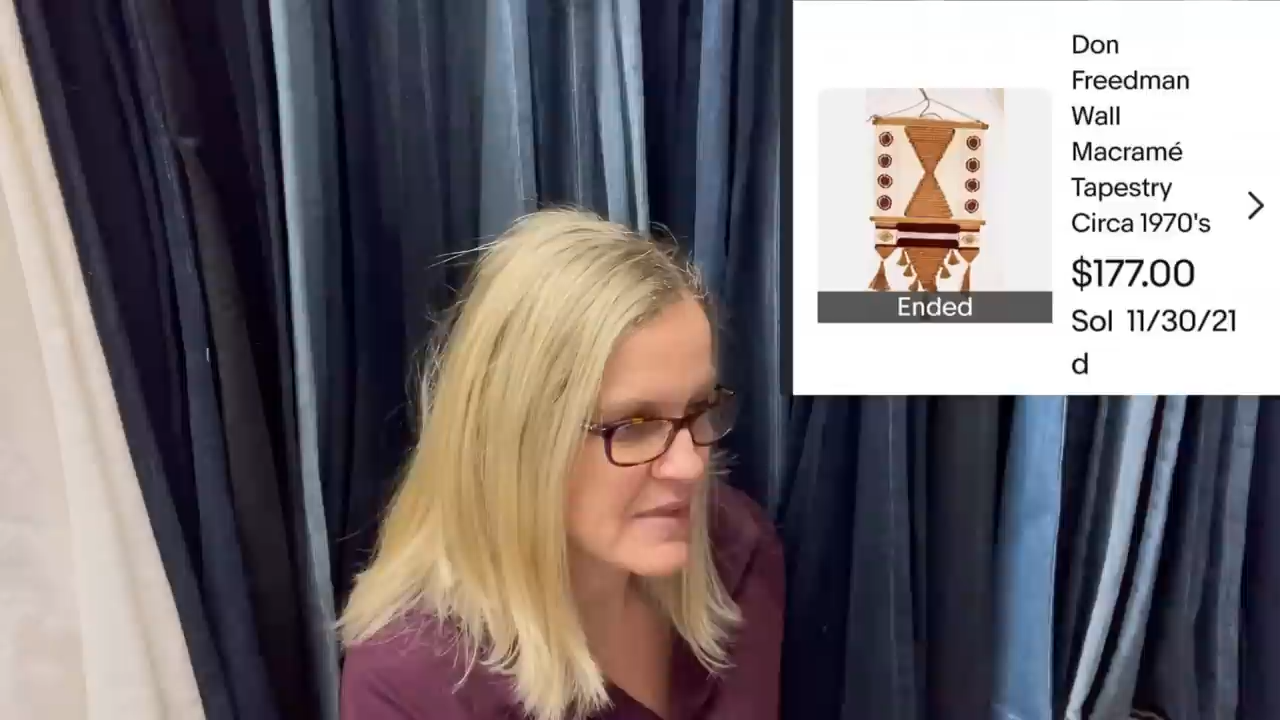 Don
Freedman
Wall
Macramé
Tapestry
Circa 1970's
$177.00
Sol 11/30/21
d
Ended